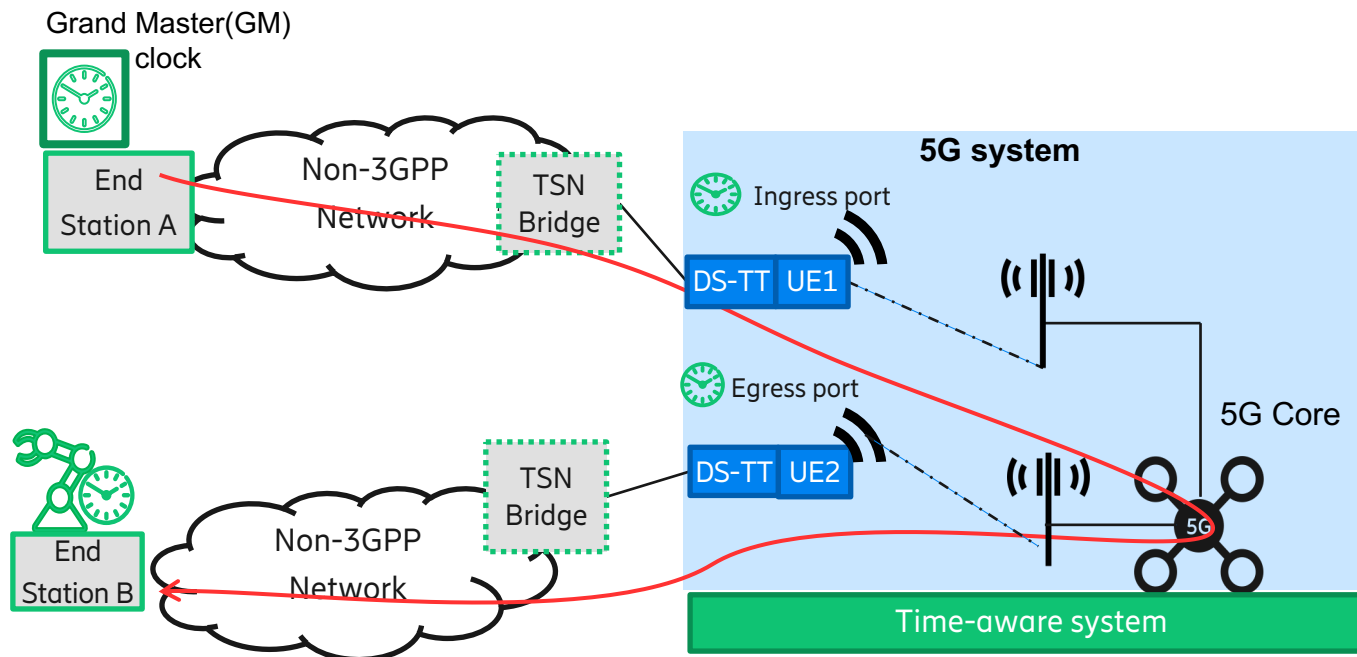 Grand Master(GM)
clock
End
Station A
Non-3GPP
Network
TSN
Bridge
5G system
Ingress port
DS-TT
UE1
Egress port
5G Core
DS-TT
UE2
5G
TSN
Bridge
Non-3GPP
Network
End
Station B
Time-aware system